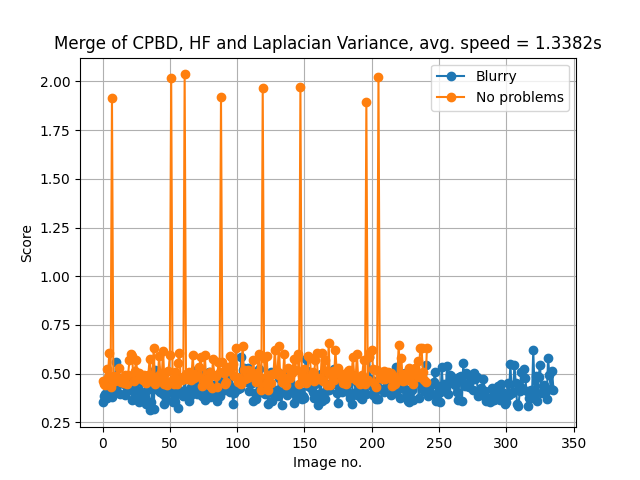 Merge of CPBD, HF and Laplacian Variance, avg. speed = 1.3382s
Blurry
No problems
Score
2.00
1.75
1.50
1.25
1.00
0.75
0.50
0.25
0 50 100 150 200 250 300 350
Image no.